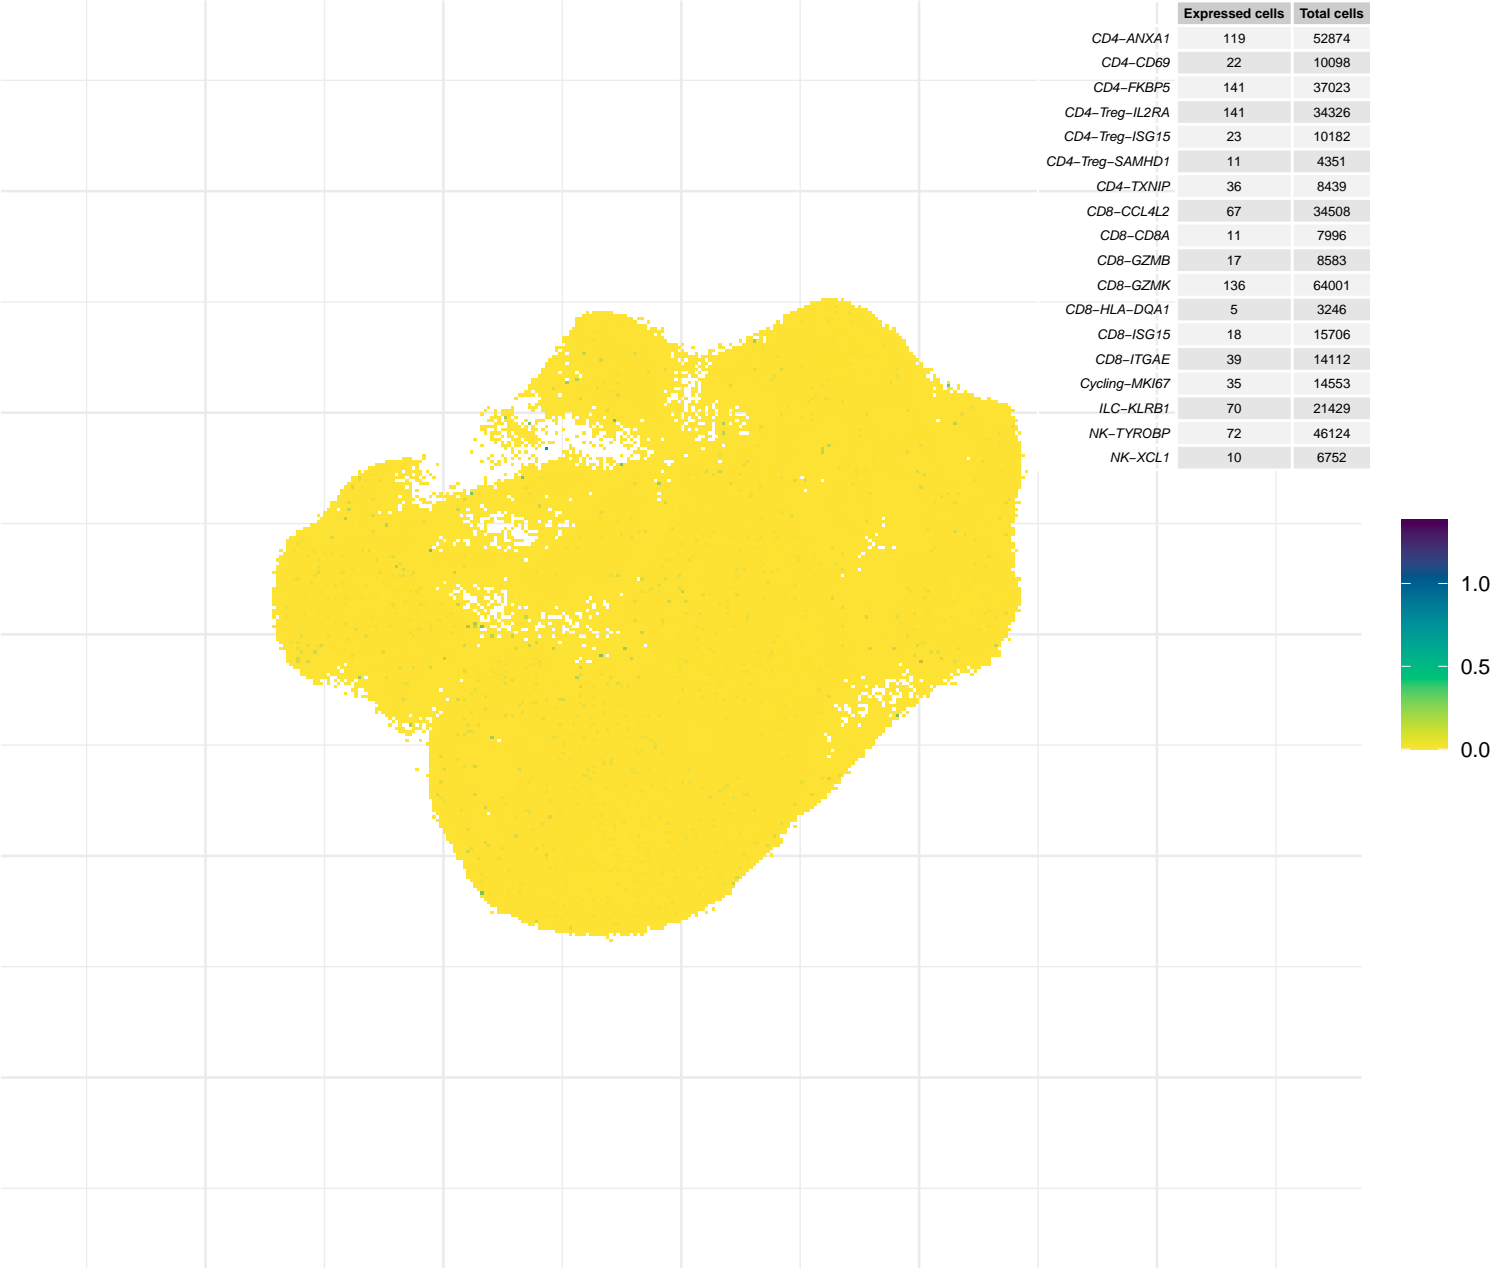 Expressed cells Total cells
CD4−ANXA1 119 52874
CD4−CD69 22 10098
CD4−FKBP5 141 37023
CD4−Treg−IL2RA 141 34326
CD4−Treg−ISG15 23 10182
CD4−Treg−SAMHD1 11 4351
CD4−TXNIP 36 8439
CD8−CCL4L2 67 34508
CD8−CD8A 11 7996
CD8−GZMB 17 8583
CD8−GZMK 136 64001
CD8−HLA−DQA1 5 3246
CD8−ISG15 18 15706
CD8−ITGAE 39 14112
Cycling−MKI67 35 14553
ILC−KLRB1 70 21429
NK−TYROBP 72 46124
NK−XCL1 10 6752
1.0
0.5
0.0